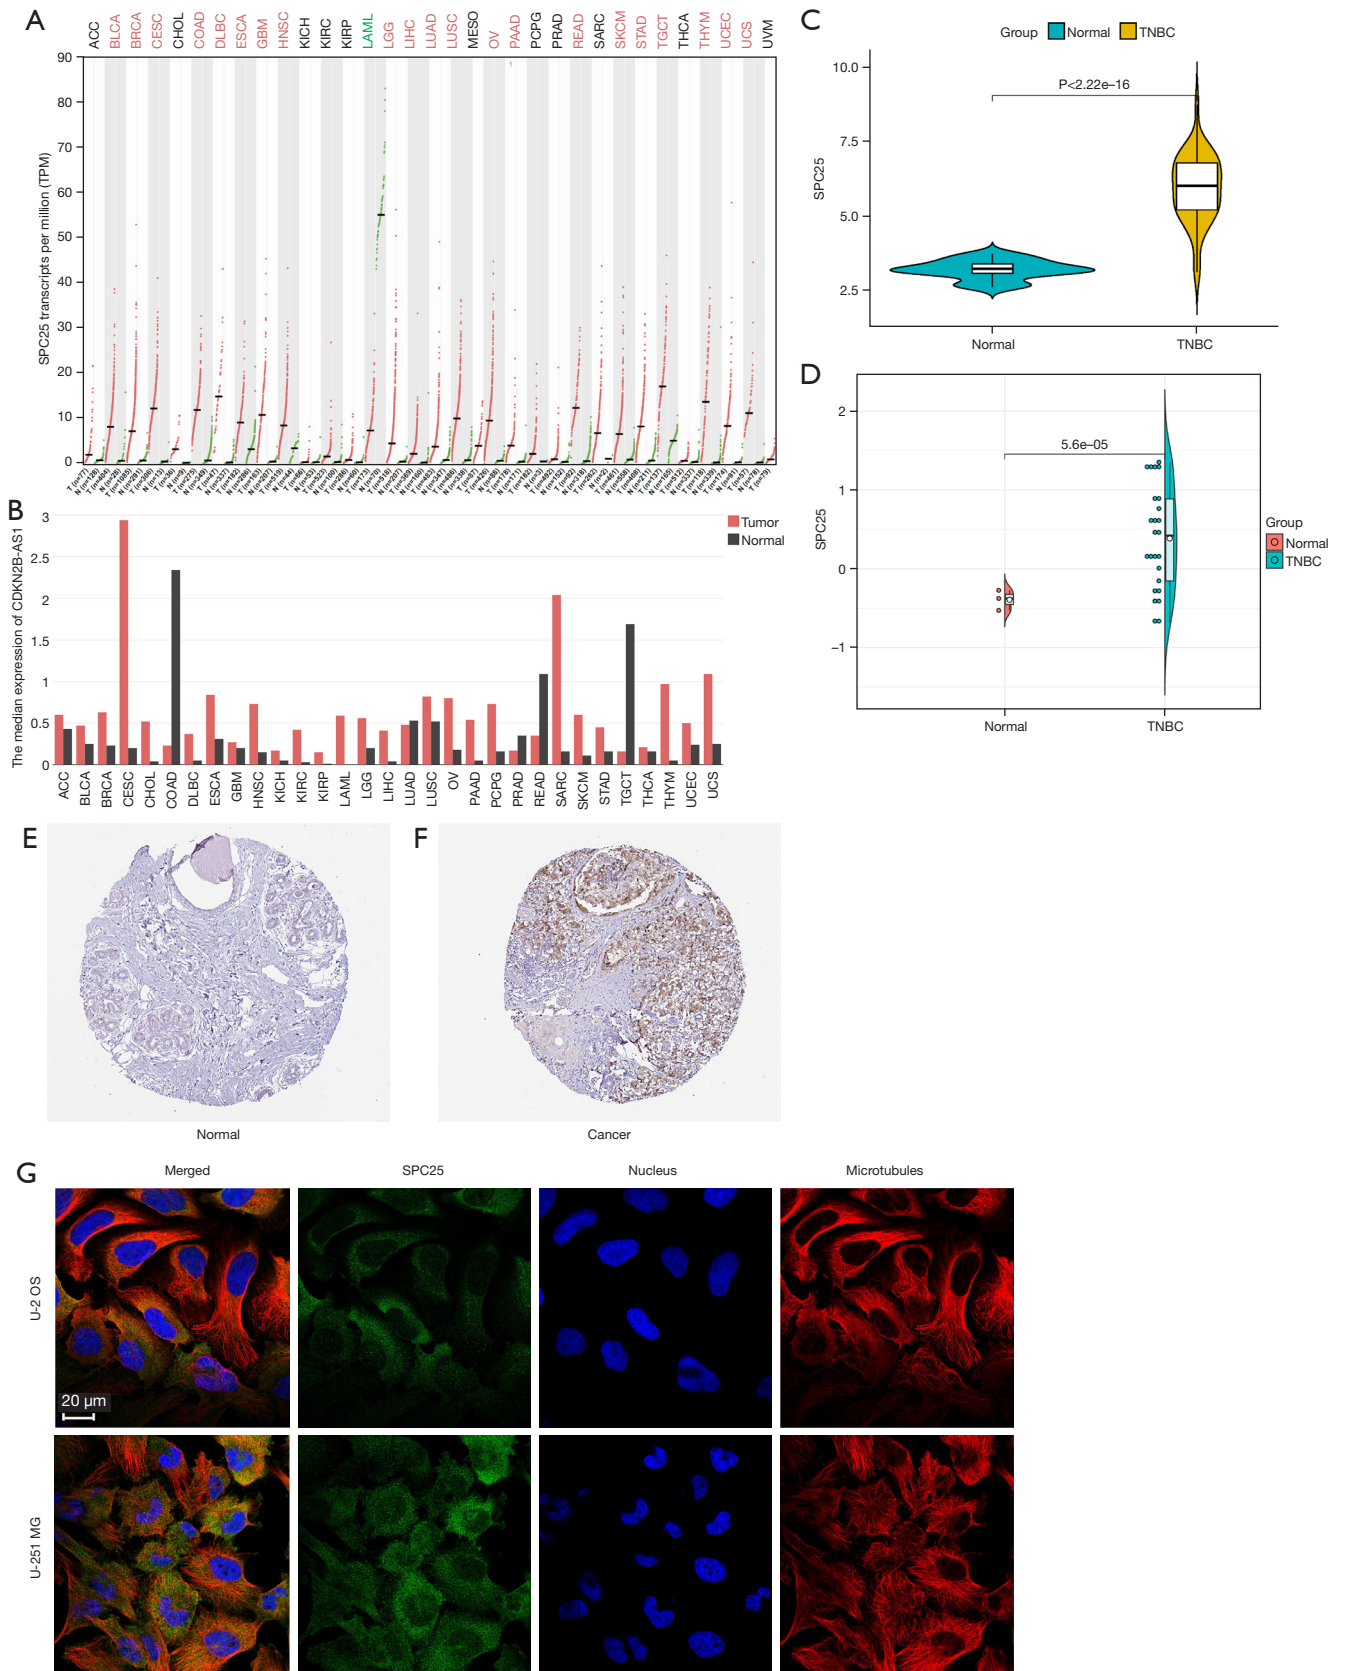 A
ACC BLCA BRCA CESC CHOL COAD DLBC ESCA GBM HNSC KICH KIRC KIRP LAML LGG LIHC LUAD LUSC MESO OV PAAD PCPG PRAD READ SARC SKCM STAD TGCT THCA THYM UCEC UCS UVM
SPC25 transcripts per million (TPM)
90
80
70
60
50
40
30
20
10
0
B
The median expression of CDKN2B-AS1
3
2.5
2
1.5
1
0.5
0
Tumor
Normal
ACC BLCA BRCA CESC CHOL COAD DLBC ESCA GBM HNSC KICH KIRC KIRP LAML LGG LIHC LUAD LUSC OV PAAD PCPG PRAD READ SARC SKCM STAD TGCT THCA THYM UCEC UCS
C
Group Normal TNBC
SPC25
10.0
7.5
5.0
2.5
P<2.22e–16
Normal TNBC
D
SPC25
2
1
0
–1
5.6e–05
Normal TNBC
Group
Normal
TNBC
E
Normal
F
Cancer
G
Merged SPC25 Nucleus Microtubules
U-2 OS
20 μm
U-251 MG